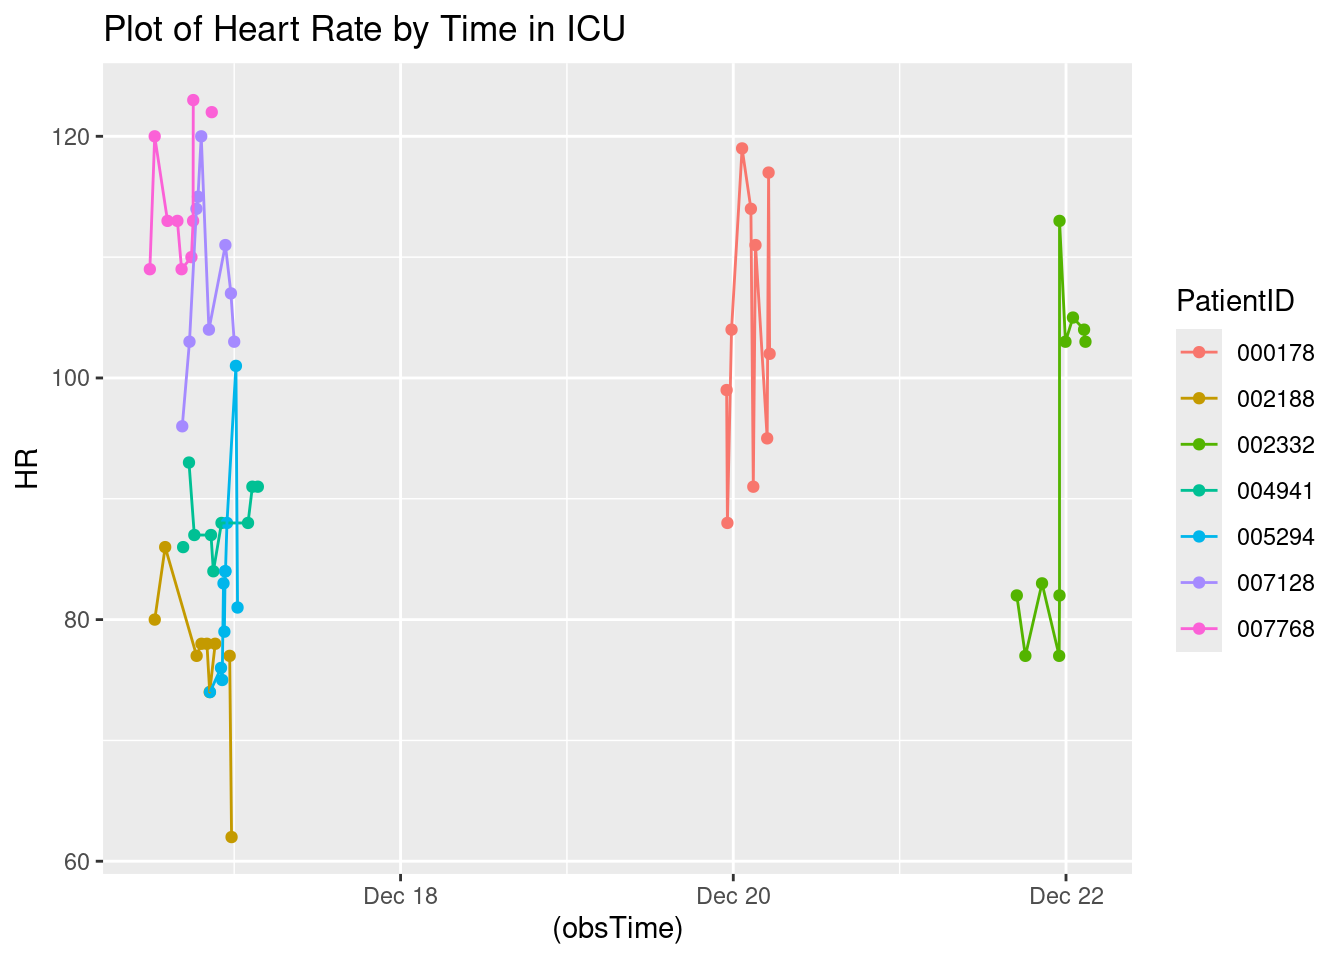 Plot of Heart Rate by Time in ICU
120
100
80
60
HR
Dec 18
Dec 20
Dec 22
(obsTime)
PatientID
000178
002188
002332
004941
005294
007128
007768